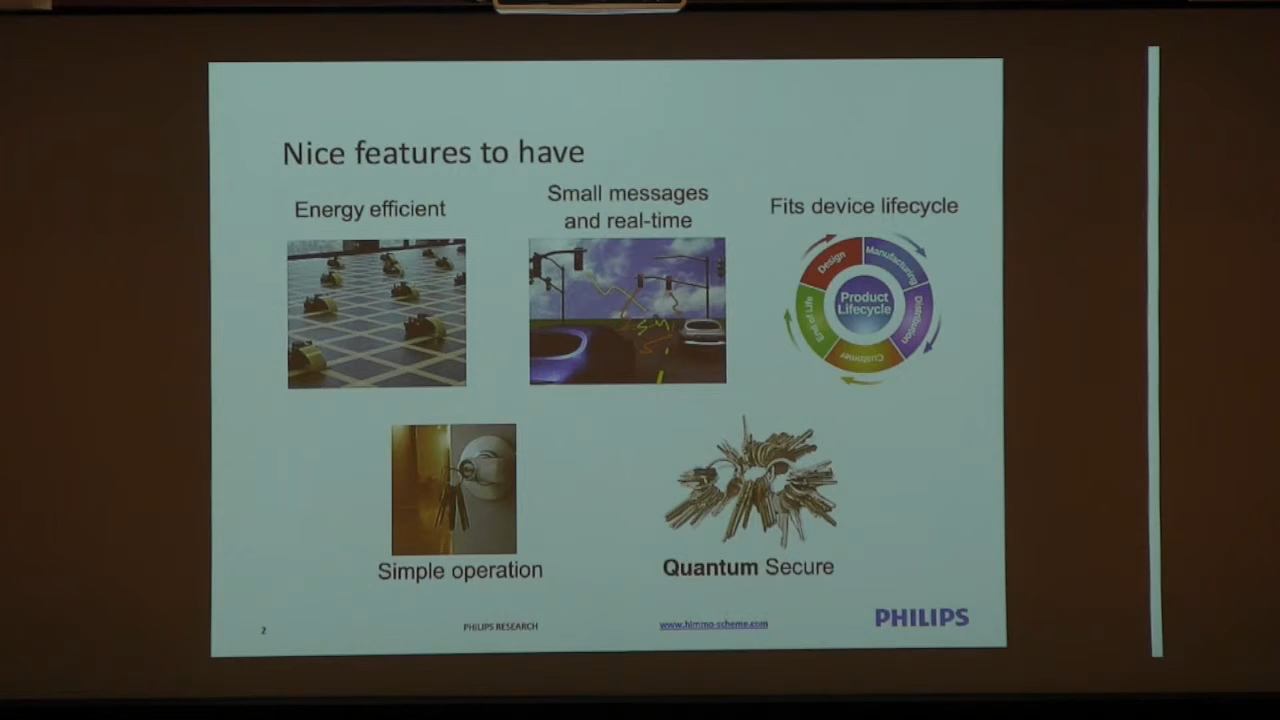 Nice features to have
Energy efficient
Small messages
and real-time
Fits device lifecycle
Design
Manufacturing
Distribution
Customer
End of Life
Product
Lifecycle
Simple operation
Quantum Secure
2
PHILIPS RESEARCH
www.himmo-scheme.com
PHILIPS